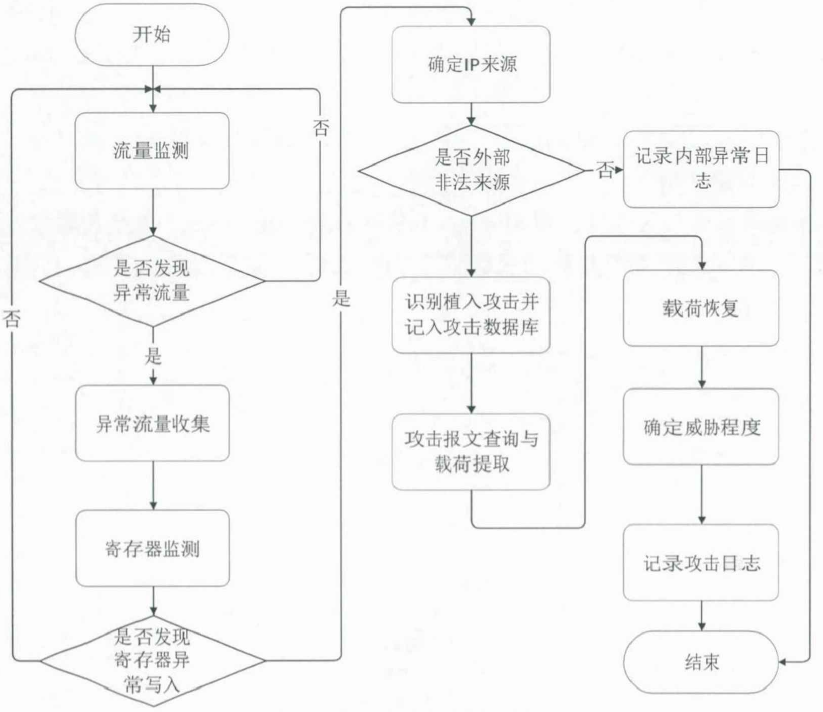 开始
流量监测
否
是否发现
异常流量
否
是
异常流量收集
寄存器监测
是否发现
寄存器异
常写入
是
确定IP来源
是否外部
非法来源
否
记录内部异常日
志
识别植入攻击并
记入攻击数据库
攻击报文查询与
载荷提取
载荷恢复
确定威胁程度
记录攻击日志
结束